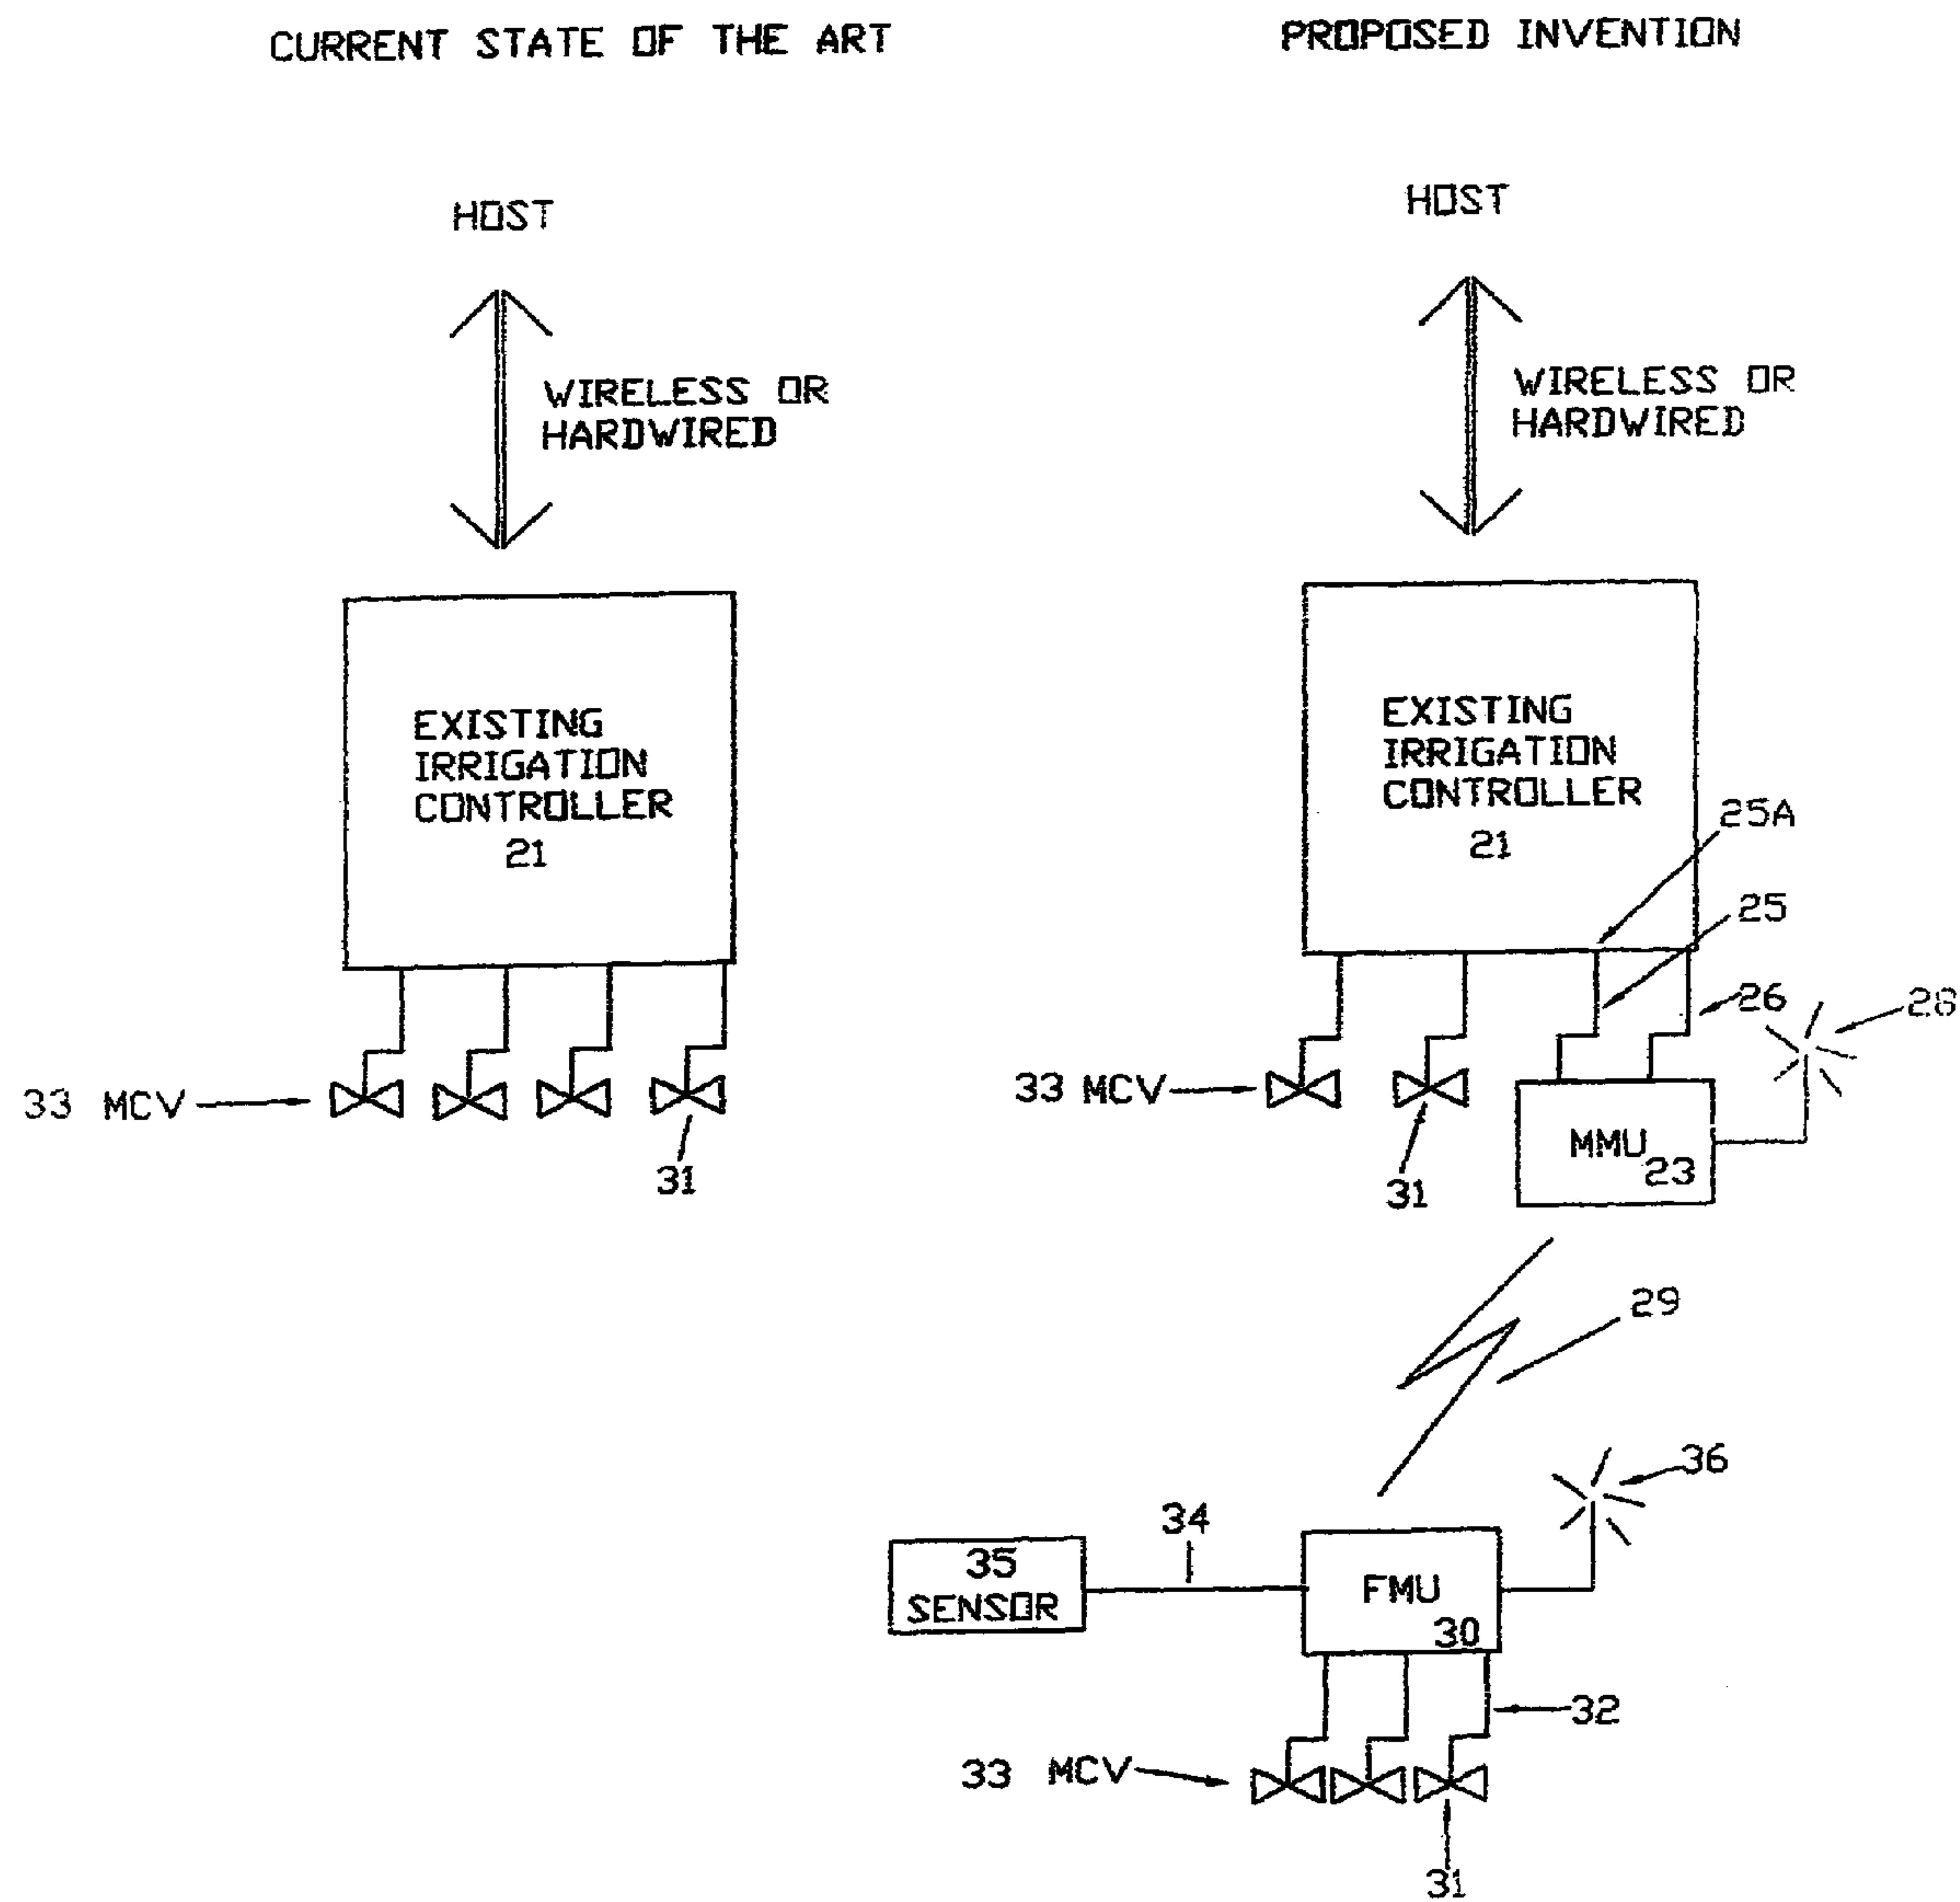 CURRENT STATE OF THE ART
HOST
WIRELESS OR
HARDWIRED
EXISTING
IRRIGATION
CONTROLLER
21
33 MCV
31
PROPOSED INVENTION
HOST
WIRELESS OR
HARDWIRED
EXISTING
IRRIGATION
CONTROLLER
21
25A
25
26
28
33 MCV
31
MMU
23
29
36
34
35
SENSOR
FMU
30
32
33 MCV
31